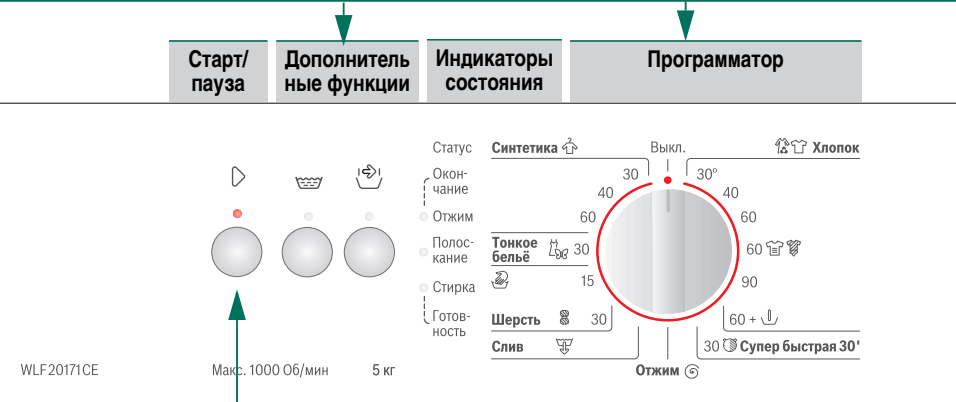 Старт/
пауза
Дополнитель
ные функции
Индикаторы
состояния
Программатор
Статус
Окон-
чание
Отжим
Полос-
кание
Стирка
Готов-
ность
Синтетика
30
40
60
Тонкое
бельё
30
15
Шерсть 30
Слив
Выкл.
Хлопок
30°
40
60
60
90
60 +
30 Супер быстрая 30'
Отжим
WLF20171CE
Макс. 1000 Об/мин
5 кг